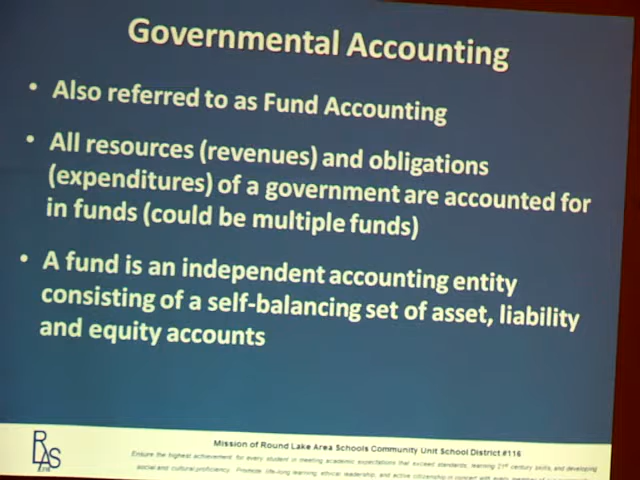 Governmental Accounting
• Also referred to as Fund Accounting
• All resources (revenues) and obligations
(expenditures) of a government are accounted for
in funds (could be multiple funds)
• A fund is an independent accounting entity
consisting of a self-balancing set of asset, liability
and equity accounts
RLAS
116
Mission of Round Lake Area Schools Community Unit School District #116
Ensure the highest achievement for every student in meeting academic expectations that exceed standards, learning 21st century skills, and developing
social and cultural proficiency. Promote life-long learning, ethical leadership, and active citizenship in concert with every member of